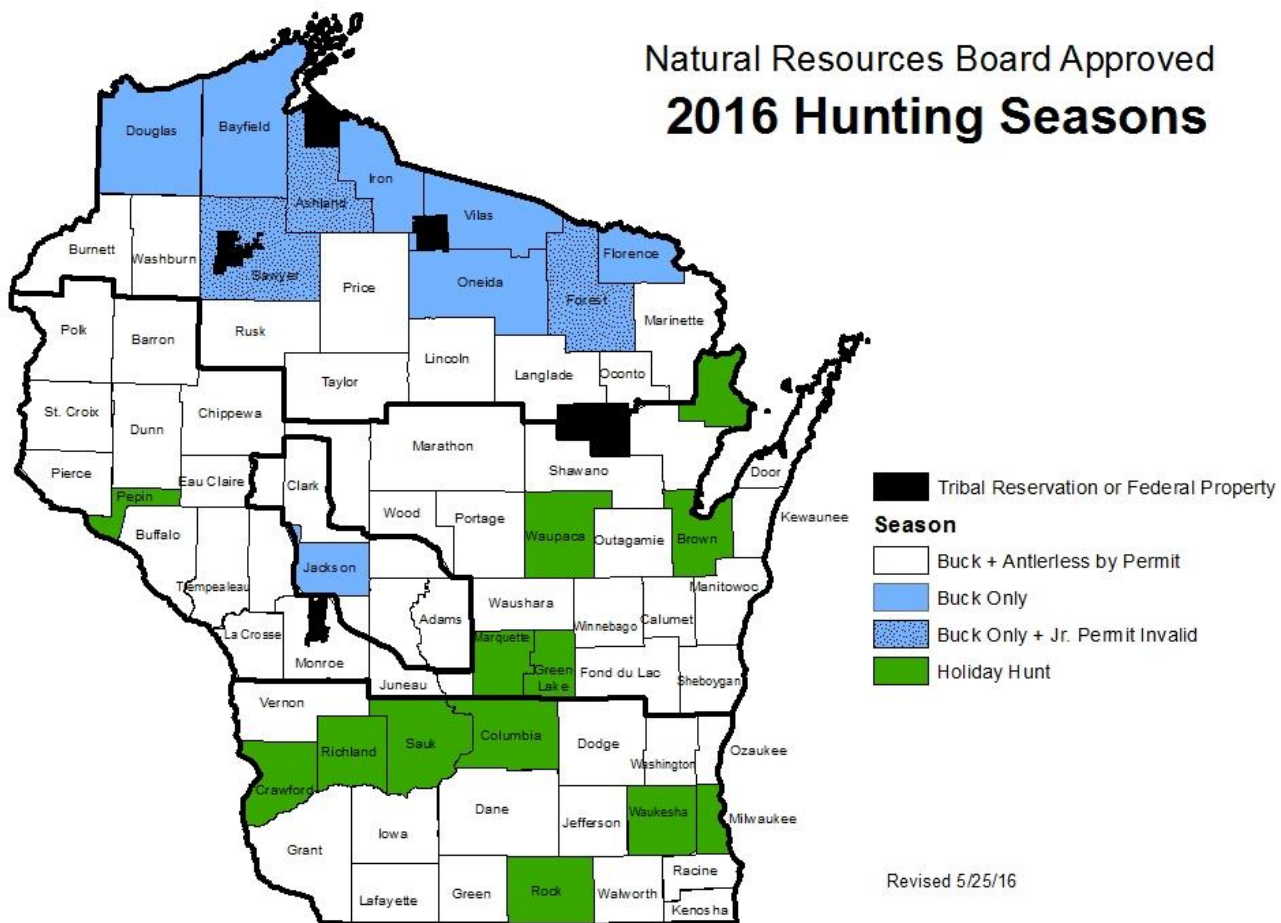 Natural Resources Board Approved
2016 Hunting Seasons
Douglas
Bayfield
Iron
Ashland
Vilas
Burnett
Washburn
Sawyer
Florence
Price
Oneida
Forest
Marinette
Polk
Barron
Rusk
Lincoln
Taylor
Langlade
Oconto
St. Croix
Dunn
Chippewa
Marathon
Shawano
Pierce
Eau Claire
Clark
Door
Pepin
Wood
Portage
Kewaunee
Buffalo
Waupaca
Outagamie
Brown
Jackson
Trempealeau
Waushara
Manitowoc
Adams
Winnebago
Calumet
La Crosse
Monroe
Marquette
Green
Lake
Fond du Lac
Sheboygan
Juneau
Vernon
Richland
Sauk
Columbia
Dodge
Washington
Ozaukee
Crawford
Dane
Jefferson
Waukesha
Milwaukee
Iowa
Grant
Racine
Lafayette
Green
Rock
Walworth
Kenosha
Tribal Reservation or Federal Property
Season
Buck + Antlerless by Permit
Buck Only
Buck Only + Jr. Permit Invalid
Holiday Hunt
Revised 5/25/16